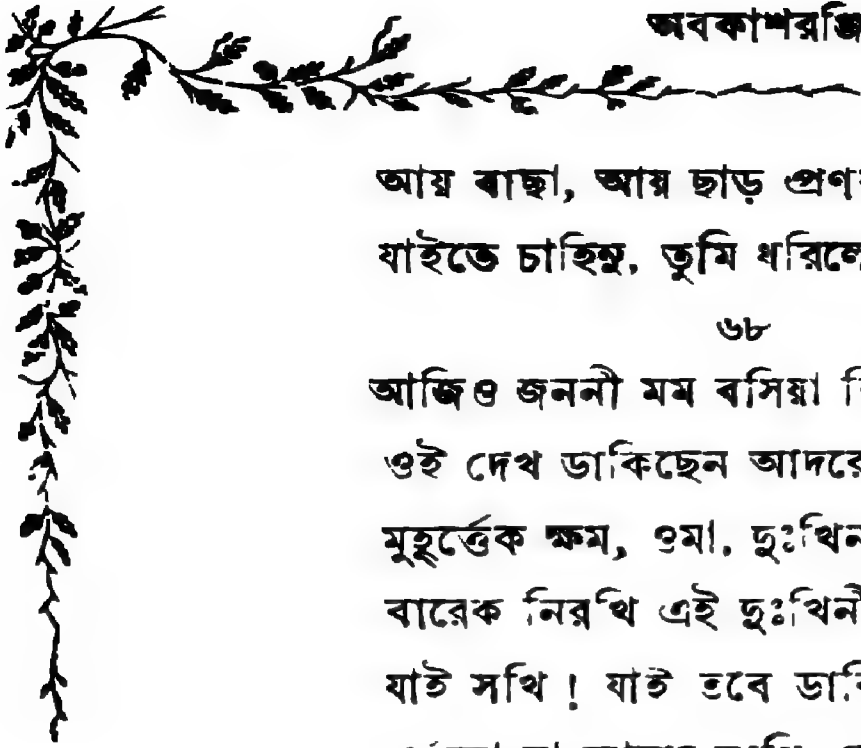 অবকাশরঞ্জি
আয় বাছা, আয় ছাড় প্রণ
যাইতে চাহিনু, তুমি ধরিলে
৬৮
আজিও জননী মম বসিয়া
ওই দেখ ডাকিছেন আদরে
মুহূর্ত্তেক ক্ষম, ওমা, দুঃখিন
বারেক নিরখি এই দুঃখিনী
যাই সখি ! যাই তবে ডাকি